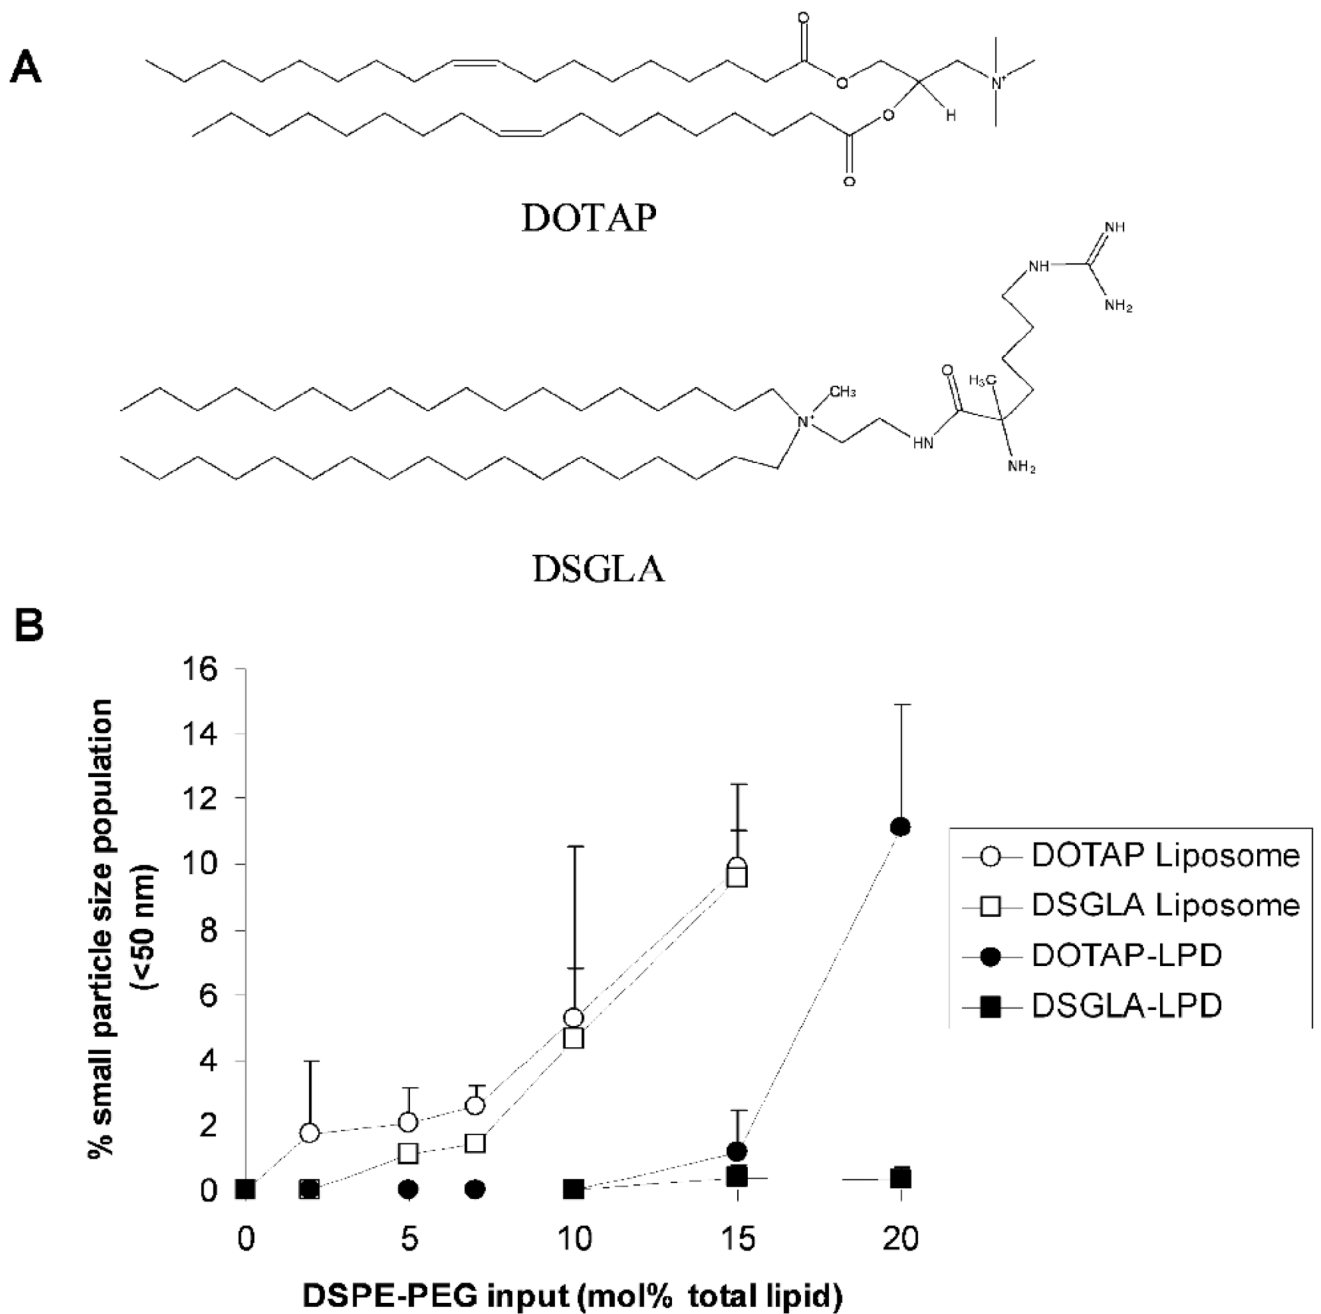 A
O
O
N+
O
H
O
DOTAP
NH
NH
NH2
O
H3C
CH3
N+
HN
NH2
DSGLA
B
% small particle size population
(<50 nm)
16
14
12
10
8
6
4
2
0
0 5 10 15 20
DSPE-PEG input (mol% total lipid)
DOTAP Liposome
DSGLA Liposome
DOTAP-LPD
DSGLA-LPD